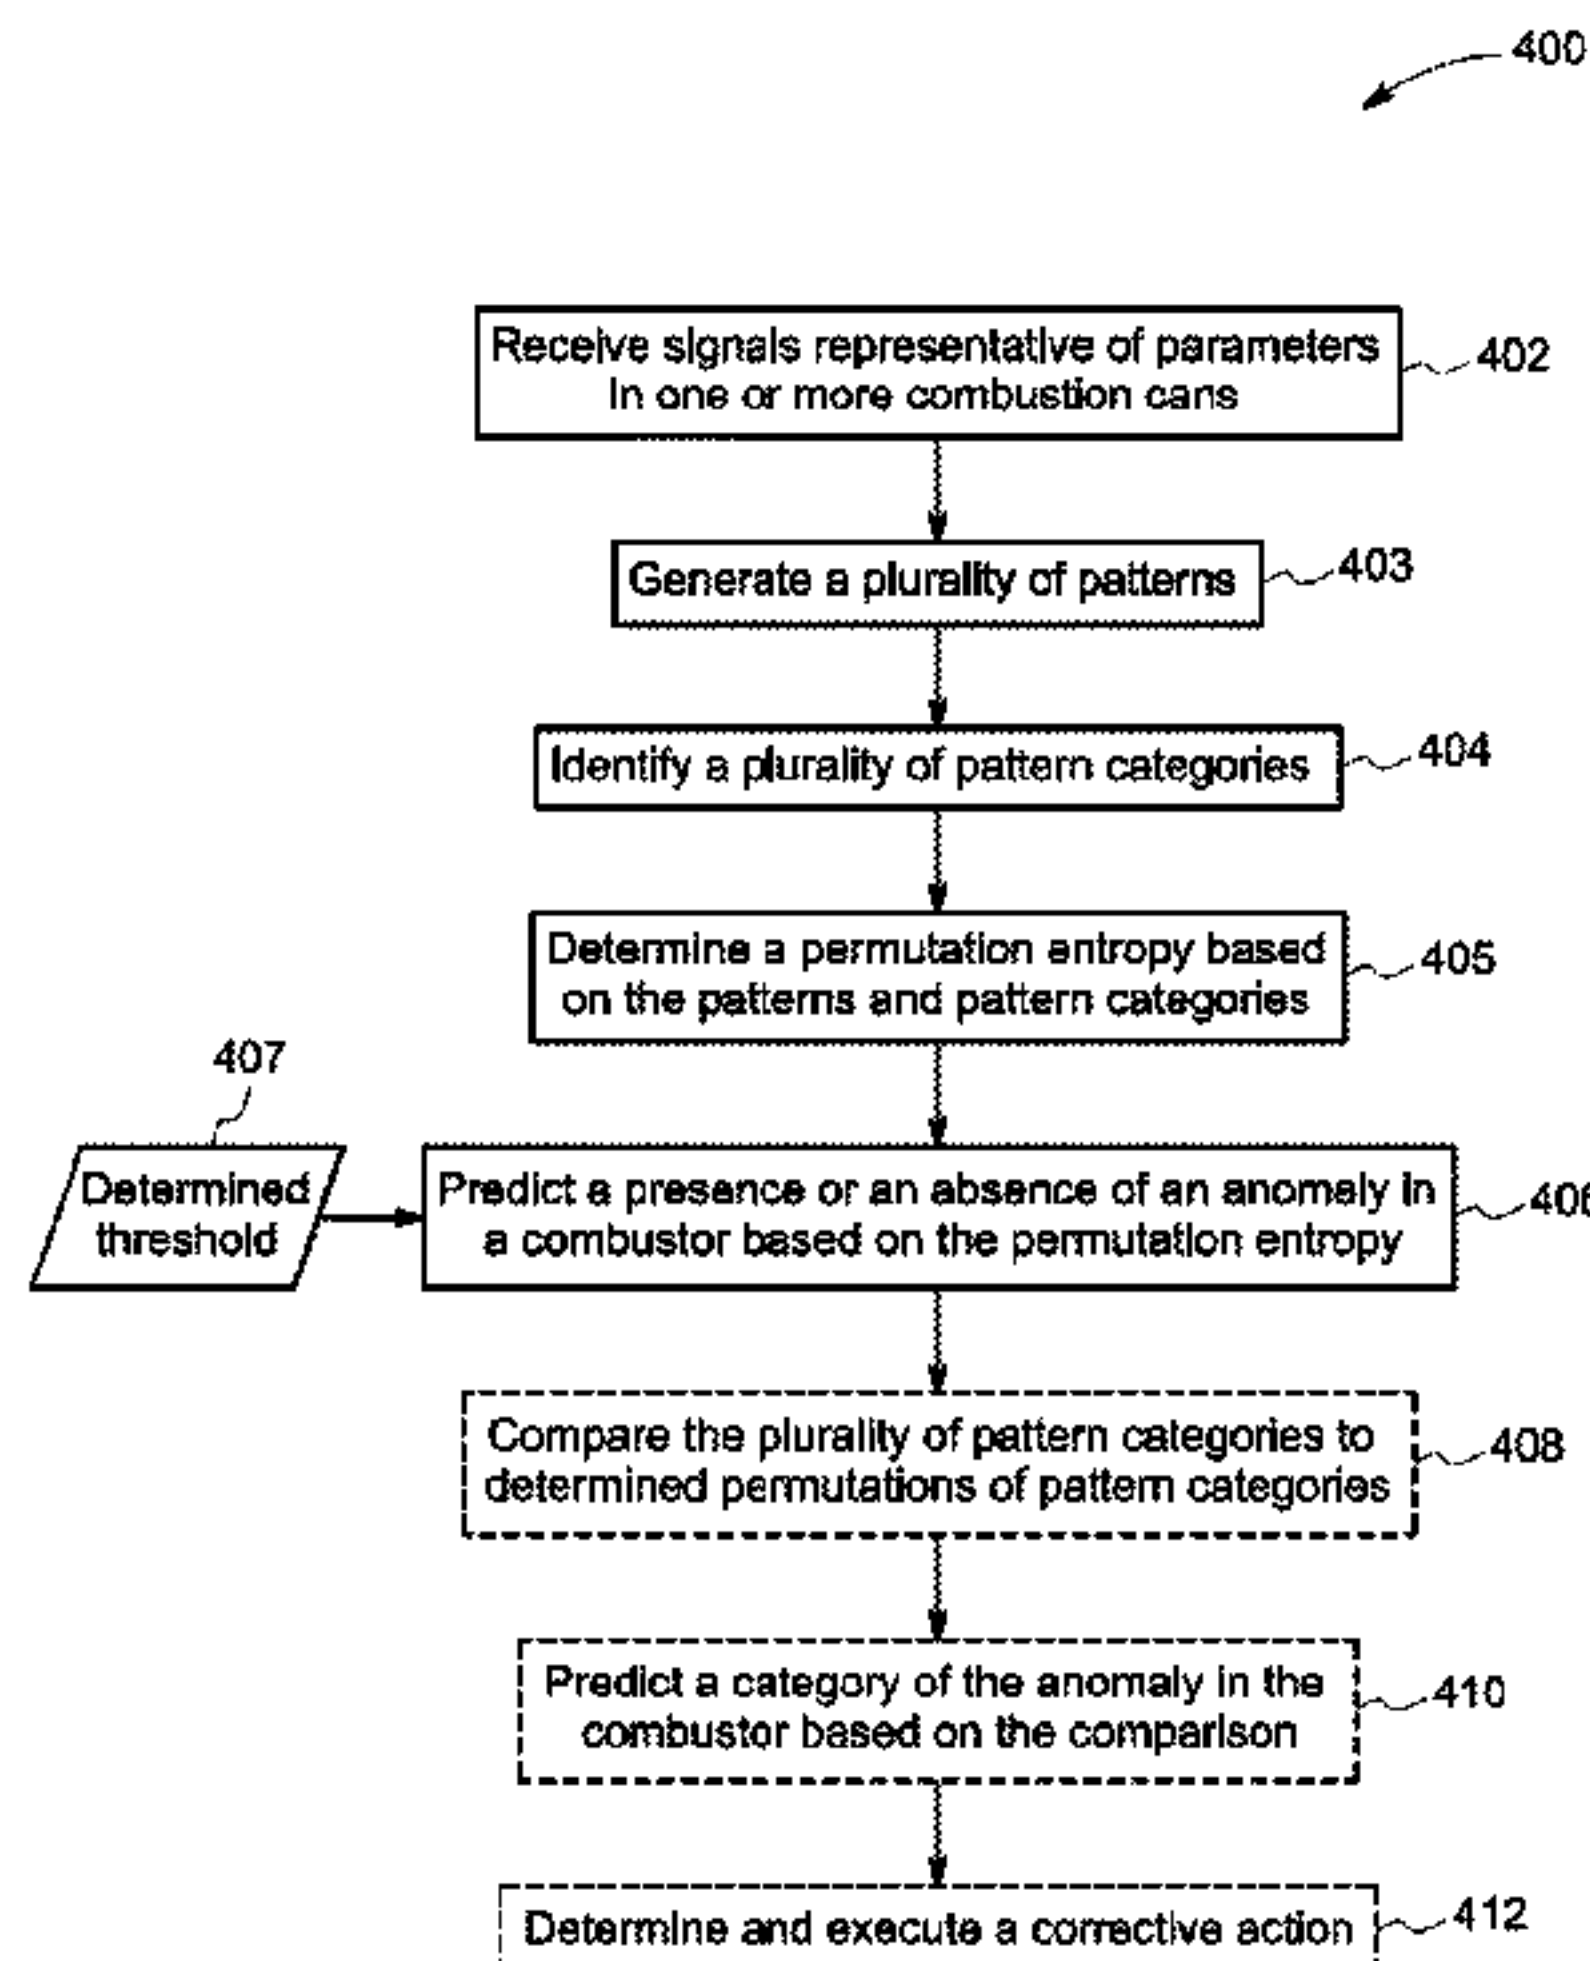 400
Receive signals representative of parameters
in one or more combustion cans
402
Generate a plurality of patterns
403
Identify a plurality of pattern categories
404
Determine a permutation entropy based
on the patterns and pattern categories
405
407
Determined
threshold
Predict a presence or an absence of an anomaly in
a combustor based on the permutation entropy
406
Compare the plurality of pattern categories to
determined permutations of pattern categories
408
Predict a category of the anomaly in the
combustor based on the comparison
410
Determine and execute a corrective action
412